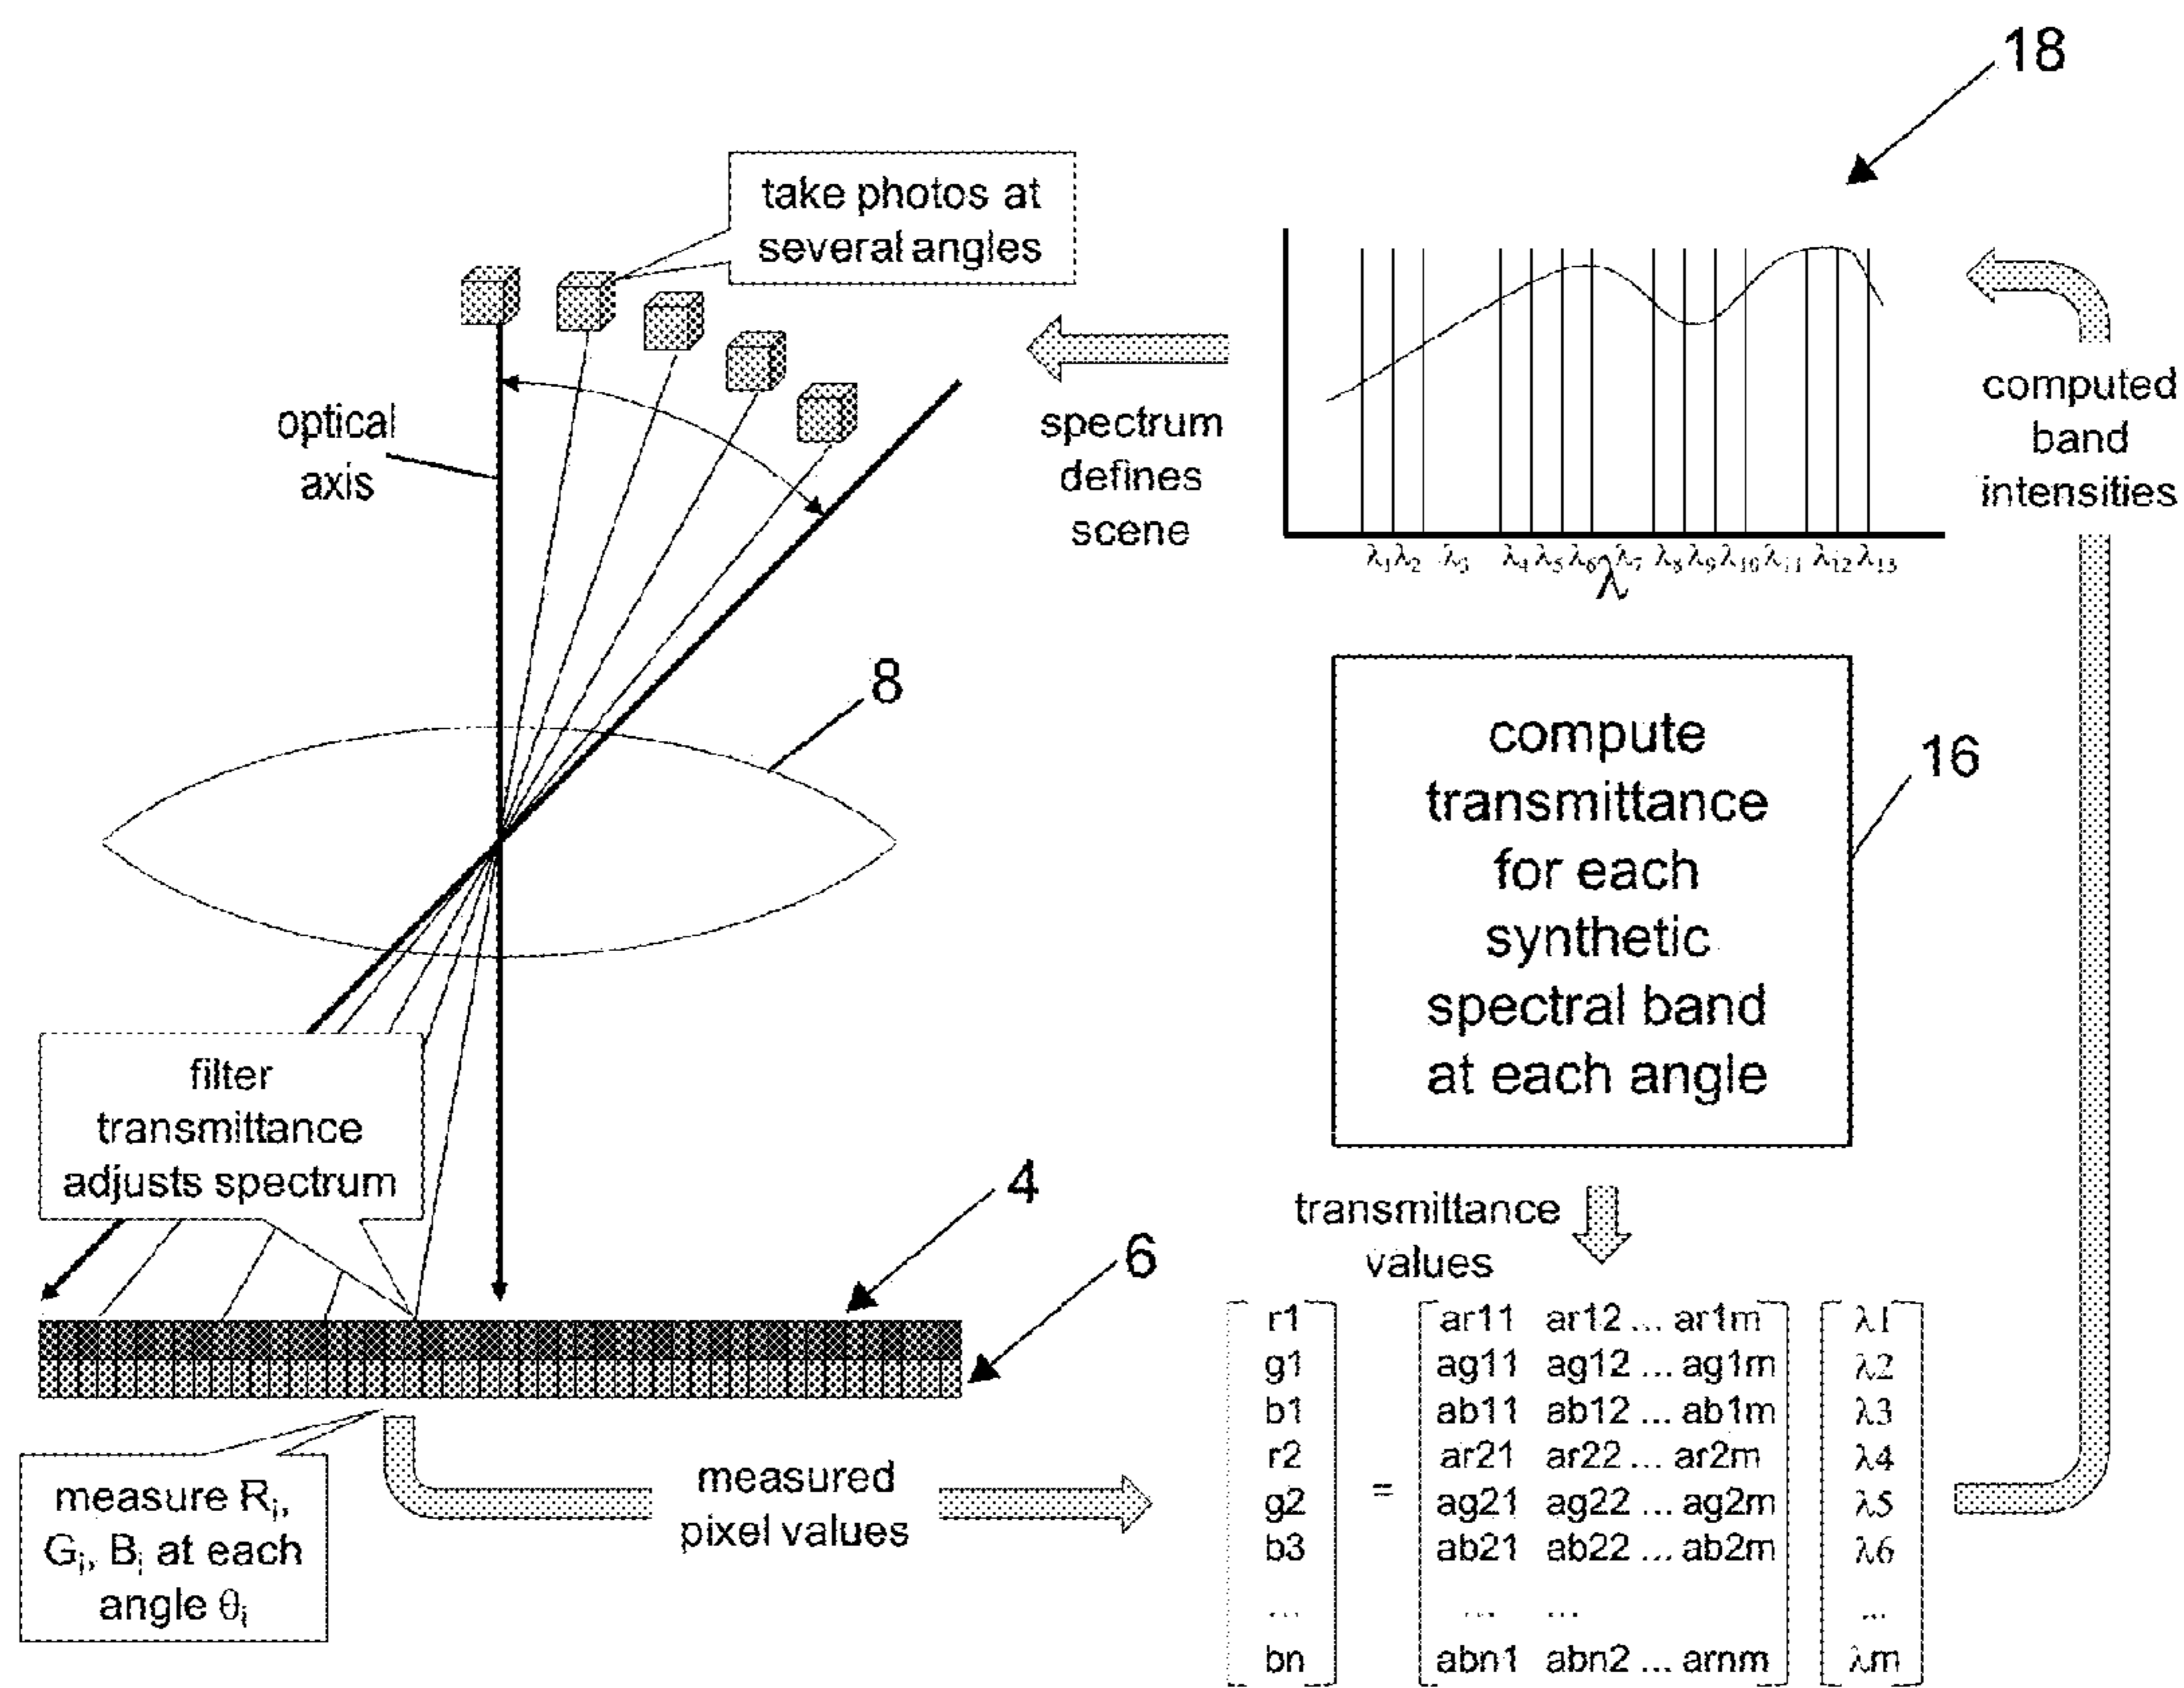 18
take photos at
several angles
optical
axis
spectrum
defines
scene
computed
band
intensities
λ1 λ2 λ3 λ4 λ5 λ6 λ7 λ8 λ9 λ10 λ11 λ12 λ13
λ
8
compute
transmittance
for each
synthetic
spectral band
at each angle
16
filter
transmittance
adjusts spectrum
4
6
transmittance
values
measure Ri,
Gi, Bi at each
angle θi
measured
pixel values
r1 ar11 ar12 ... ar1m λ1
g1 ag11 ag12 ... ag1m λ2
b1 ab11 ab12 ... ab1m λ3
r2 ar21 ar22 ... ar2m λ4
g2 = ag21 ag22 ... ag2m λ5
b3 ab21 ab22 ... ab2m λ6
... ... ... ...
bn abn1 abn2 ... arnm λm